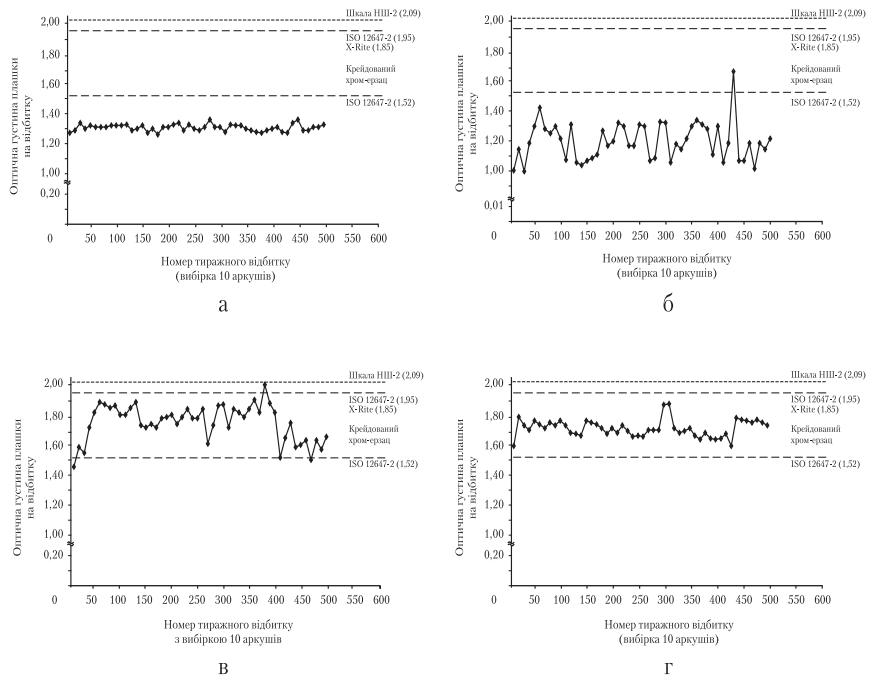 Оптична густина плашки
на відбитку
2,00
1,80
1,60
1,40
1,20
1,00
0,20
0
Шкала НШ-2 (2,09)
ISO 12647-2 (1,95)
X-Rite (1,85)
Крейдований
хром-ерзац
ISO 12647-2 (1,52)
50 100 150 200 250 300 350 400 450 500 550 600
Номер тиражного відбитку
(вибірка 10 аркушів)
а
Оптична густина плашки
на відбитку
2,00
1,80
1,60
1,40
1,20
1,00
0,01
0
Шкала НШ-2 (2,09)
ISO 12647-2 (1,95)
X-Rite (1,85)
Крейдований
хром-ерзац
ISO 12647-2 (1,52)
50 100 150 200 250 300 350 400 450 500 550 600
Номер тиражного відбитку
(вибірка 10 аркушів)
б
Оптична густина плашки
на відбитку
2,00
1,80
1,60
1,40
1,20
1,00
0,20
0
Шкала НШ-2 (2,09)
ISO 12647-2 (1,95)
X-Rite (1,85)
Крейдований
хром-ерзац
ISO 12647-2 (1,52)
50 100 150 200 250 300 350 400 450 500 550 600
Номер тиражного відбитку
з вибіркою 10 аркушів
в
Оптична густина плашки
на відбитку
2,00
1,80
1,60
1,40
1,20
1,00
0,20
0
Шкала НШ-2 (2,09)
ISO 12647-2 (1,95)
X-Rite (1,85)
Крейдований
хром-ерзац
ISO 12647-2 (1,52)
50 100 150 200 250 300 350 400 450 500 550 600
Номер тиражного відбитку
(вибірка 10 аркушів)
г